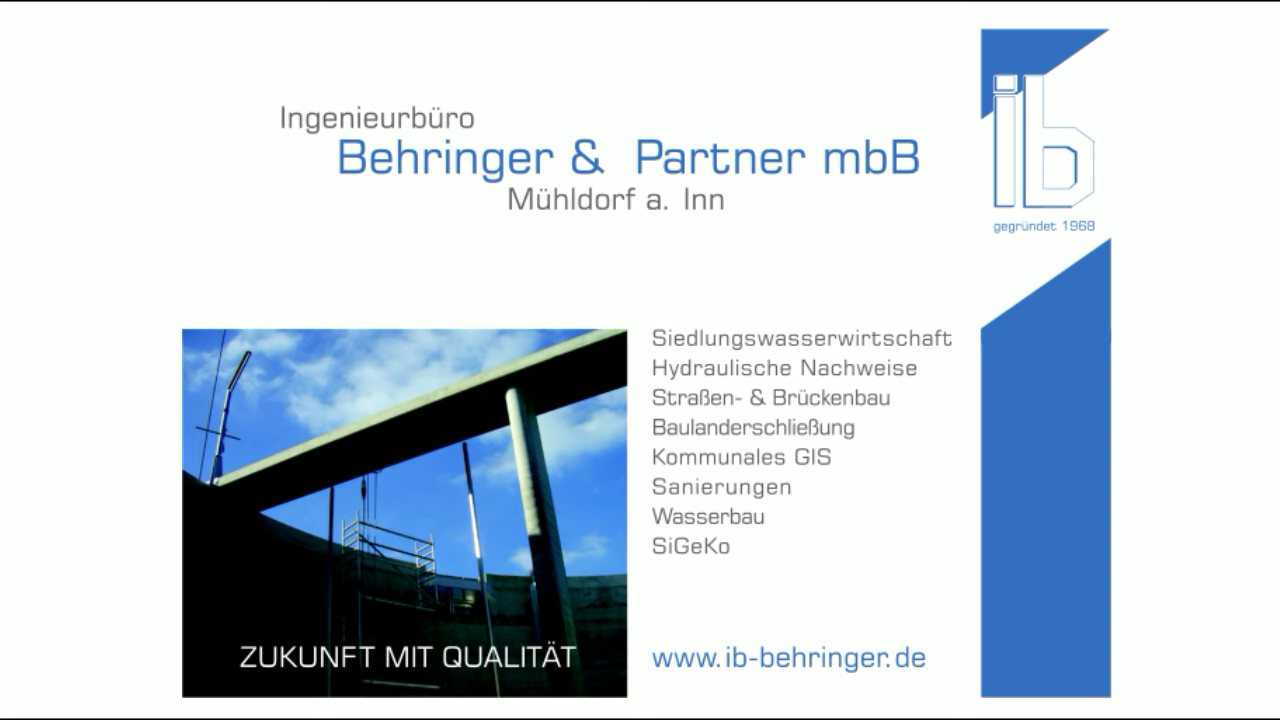 Ingenieurbüro
Behringer & Partner mbB
Mühldorf a. Inn
ib
gegründet 1968
Siedlungswasserwirtschaft
Hydraulische Nachweise
Straßen- & Brückenbau
Baulanderschließung
Kommunales GIS
Sanierungen
Wasserbau
SiGeKo
ZUKUNFT MIT QUALITÄT
www.ib-behringer.de